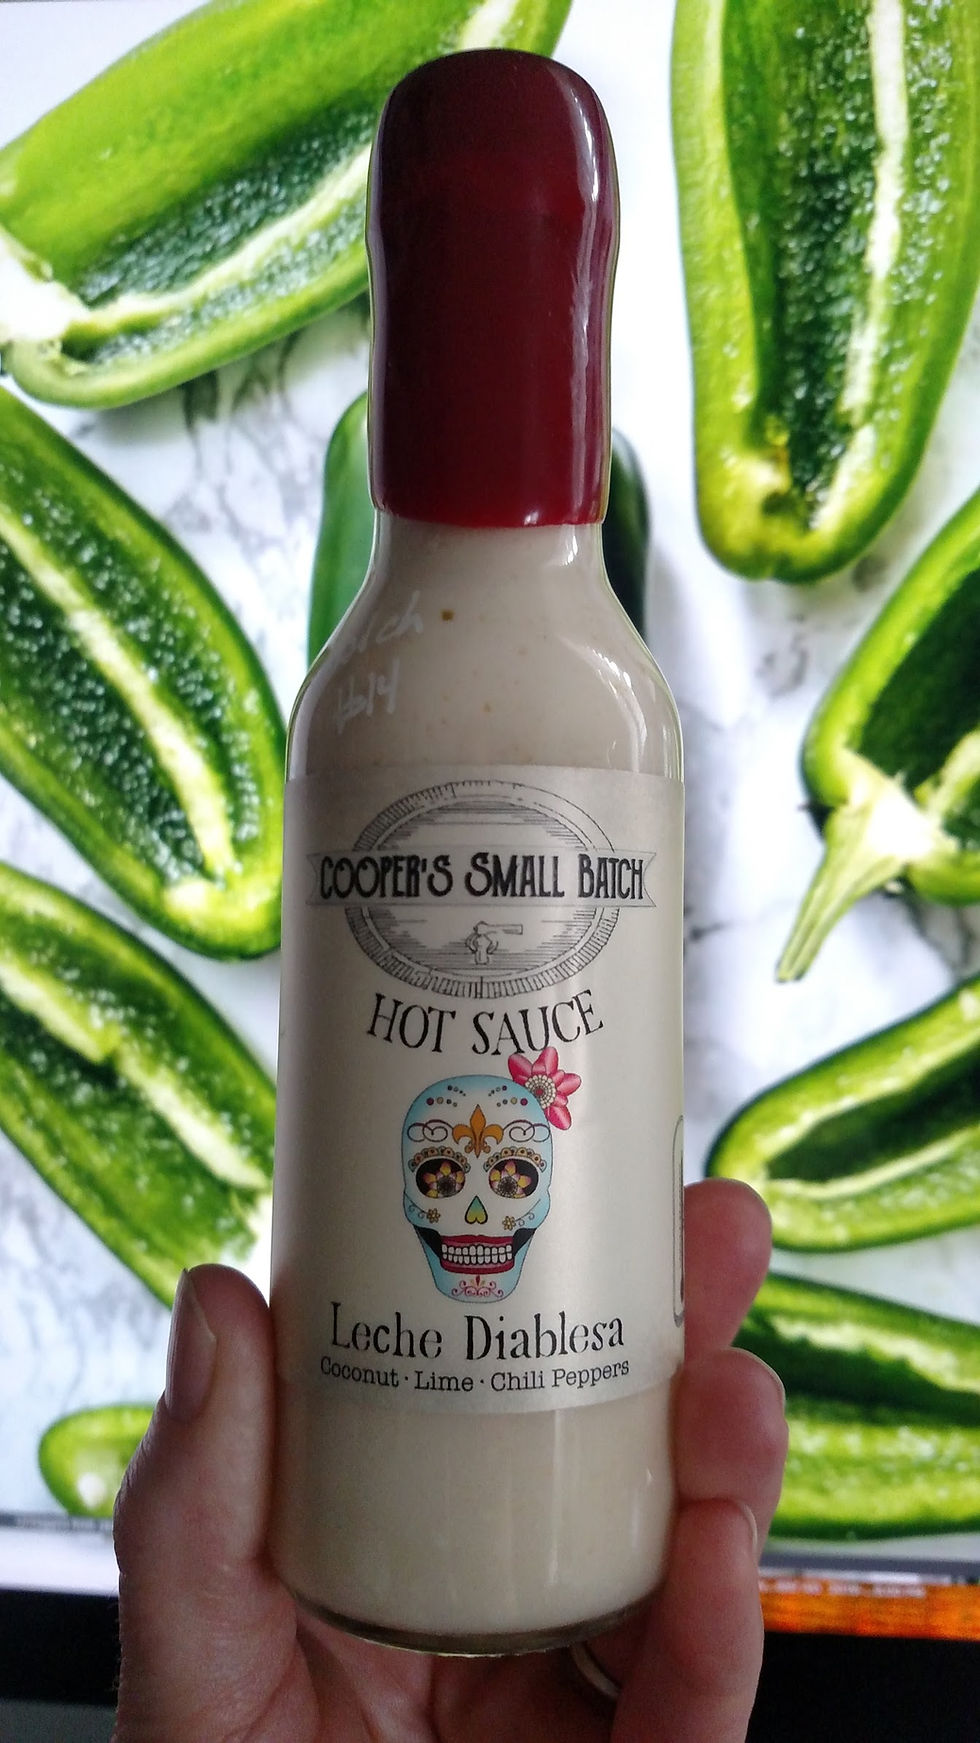 COOPER'S SMALL BATCH
HOT SAUCE
Leche Diablesa
Coconut · Lime · Chili Peppers